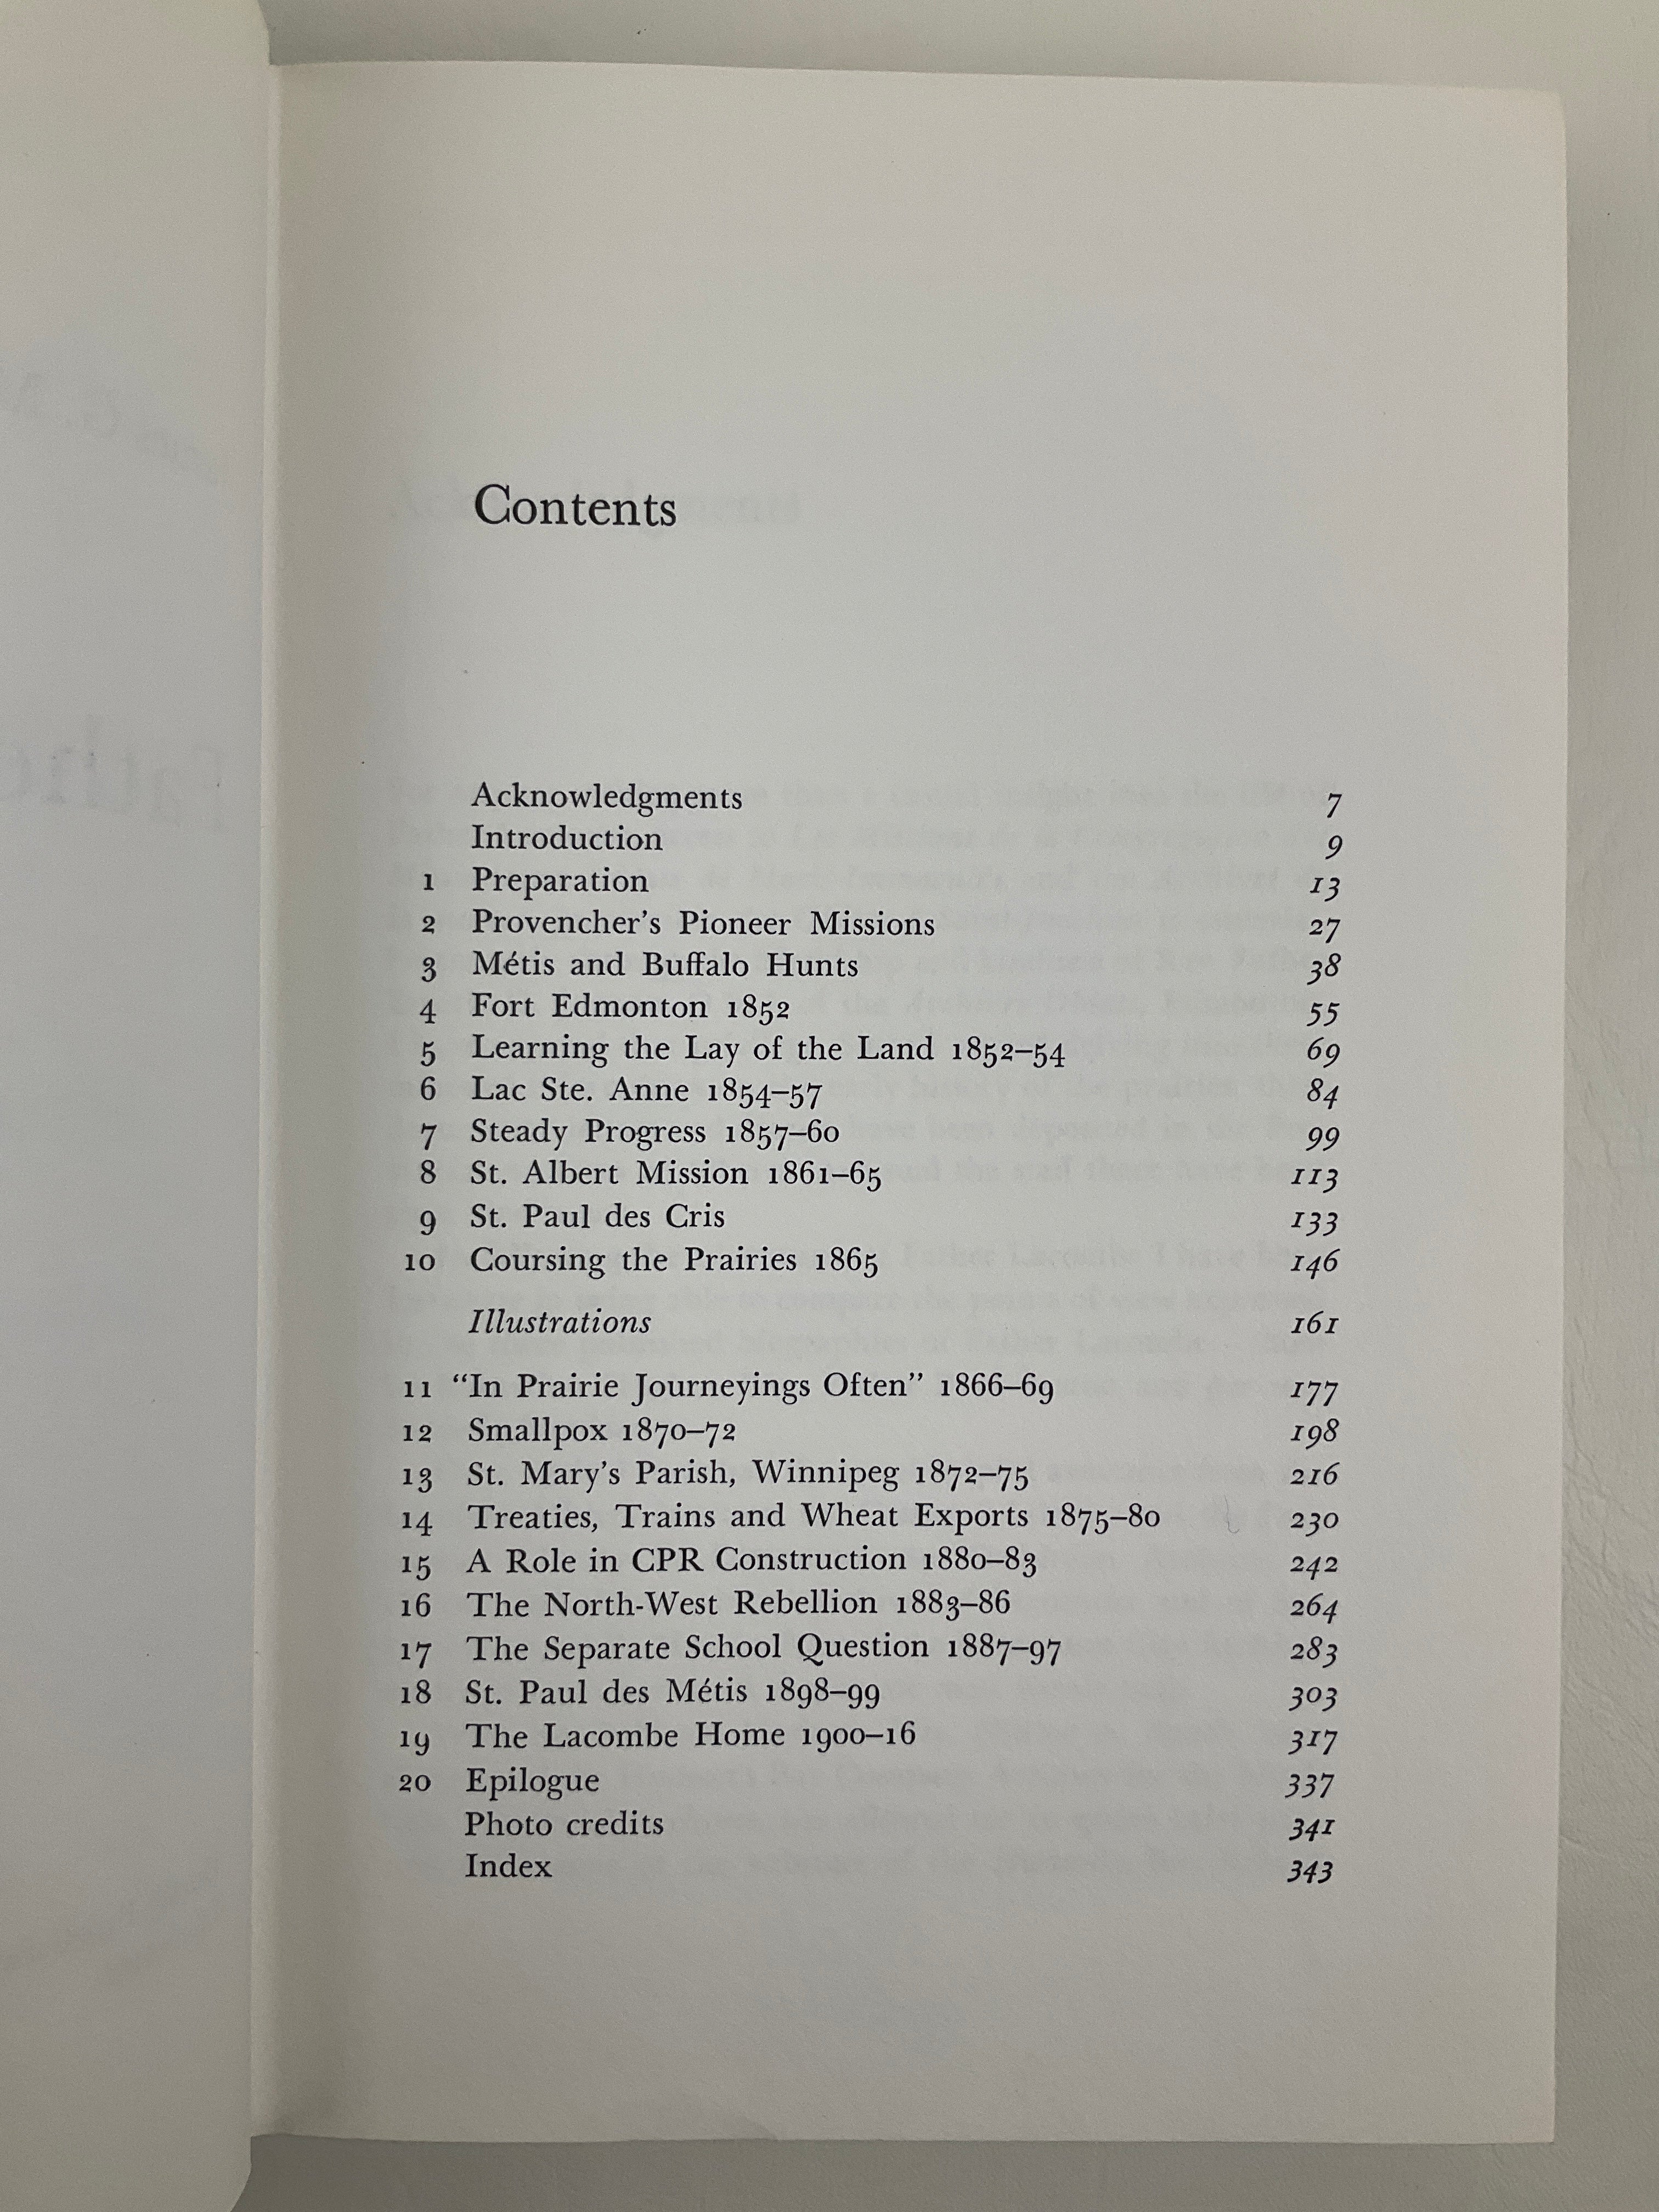 Contents
Acknowledgments 7
Introduction 9
1 Preparation 13
2 Provencher's Pioneer Missions 27
3 Métis and Buffalo Hunts 38
4 Fort Edmonton 1852 55
5 Learning the Lay of the Land 1852–54 69
6 Lac Ste. Anne 1854–57 84
7 Steady Progress 1857–60 99
8 St. Albert Mission 1861–65 113
9 St. Paul des Cris 133
10 Coursing the Prairies 1865 146
Illustrations 161
11 “In Prairie Journeyings Often” 1866–69 177
12 Smallpox 1870–72 198
13 St. Mary's Parish, Winnipeg 1872–75 216
14 Treaties, Trains and Wheat Exports 1875–80 230
15 A Role in CPR Construction 1880–83 242
16 The North-West Rebellion 1883–86 264
17 The Separate School Question 1887–97 283
18 St. Paul des Métis 1898–99 303
19 The Lacombe Home 1900–16 317
20 Epilogue 337
Photo credits 341
Index 343